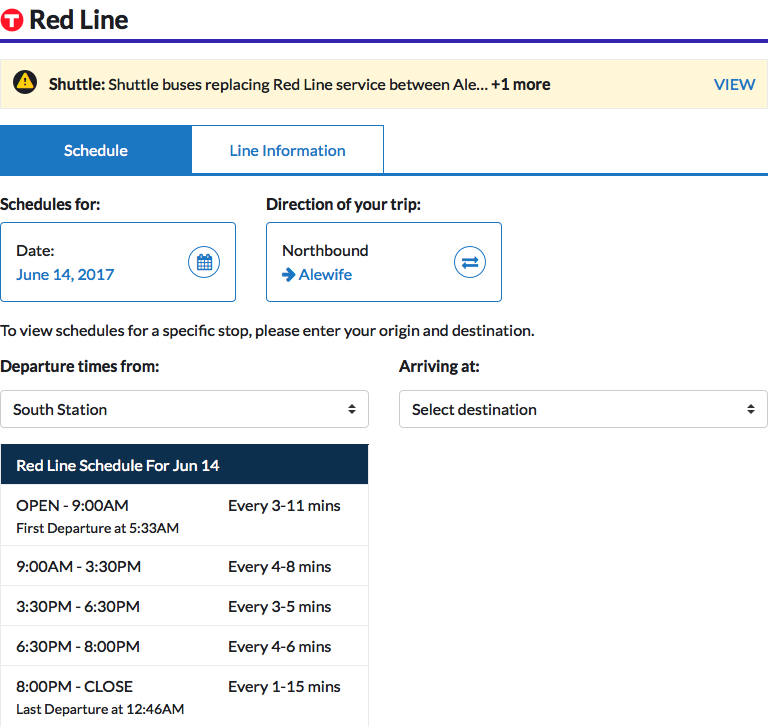 T Red Line
Shuttle: Shuttle buses replacing Red Line service between Ale... +1 more VIEW
Schedule Line Information
Schedules for: Direction of your trip:
Date: Northbound
June 14, 2017 Alewife
To view schedules for a specific stop, please enter your origin and destination.
Departure times from: Arriving at:
South Station Select destination
Red Line Schedule For Jun 14
OPEN - 9:00AM Every 3-11 mins
First Departure at 5:33AM
9:00AM - 3:30PM Every 4-8 mins
3:30PM - 6:30PM Every 3-5 mins
6:30PM - 8:00PM Every 4-6 mins
8:00PM - CLOSE Every 1-15 mins
Last Departure at 12:46AM